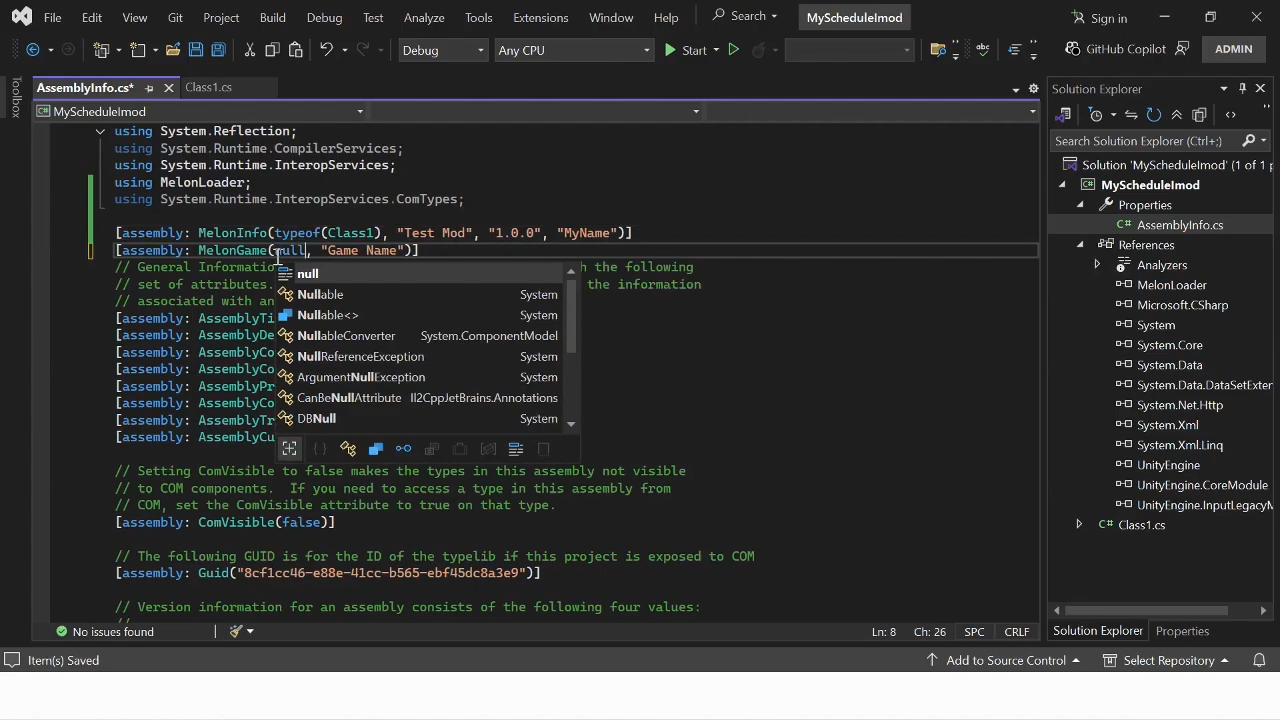 File Edit View Git Project Build Debug Test Analyze Tools Extensions Window Help Search MyScheduleImod Sign in
Debug Any CPU Start GitHub Copilot ADMIN
Toolbox
AssemblyInfo.cs* Class1.cs
MyScheduleImod
using System.Reflection;
using System.Runtime.CompilerServices;
using System.Runtime.InteropServices;
using MelonLoader;
using System.Runtime.InteropServices.ComTypes;
[assembly: MelonInfo(typeof(Class1), "Test Mod", "1.0.0", "MyName")]
[assembly: MelonGame(null, "Game Name")]
// General Information h the following
// set of attributes. the information
// associated with an
[assembly: AssemblyTi
[assembly: AssemblyDe
[assembly: AssemblyCo
[assembly: AssemblyCo
[assembly: AssemblyPr
[assembly: AssemblyCo
[assembly: AssemblyTr
[assembly: AssemblyCu
null
Nullable System
Nullable<> System
NullableConverter System.ComponentModel
NullReferenceException System
ArgumentNullException System
CanBeNullAttribute Il2CppJetBrains.Annotations
DBNull System
// Setting ComVisible to false makes the types in this assembly not visible
// to COM components.  If you need to access a type in this assembly from
// COM, set the ComVisible attribute to true on that type.
[assembly: ComVisible(false)]
// The following GUID is for the ID of the typelib if this project is exposed to COM
[assembly: Guid("8cf1cc46-e88e-41cc-b565-ebf45dc8a3e9")]
// Version information for an assembly consists of the following four values:
//
No issues found Ln: 8 Ch: 26 SPC CRLF
Solution Explorer
Search Solution Explorer (Ctrl+;)
Solution 'MyScheduleImod' (1 of 1 p
MyScheduleImod
Properties
AssemblyInfo.cs
References
Analyzers
MelonLoader
Microsoft.CSharp
System
System.Core
System.Data
System.Data.DataSetExten
System.Net.Http
System.Xml
System.Xml.Linq
UnityEngine
UnityEngine.CoreModule
UnityEngine.InputLegacyM
Class1.cs
Solution Explorer Properties
Item(s) Saved Add to Source Control Select Repository